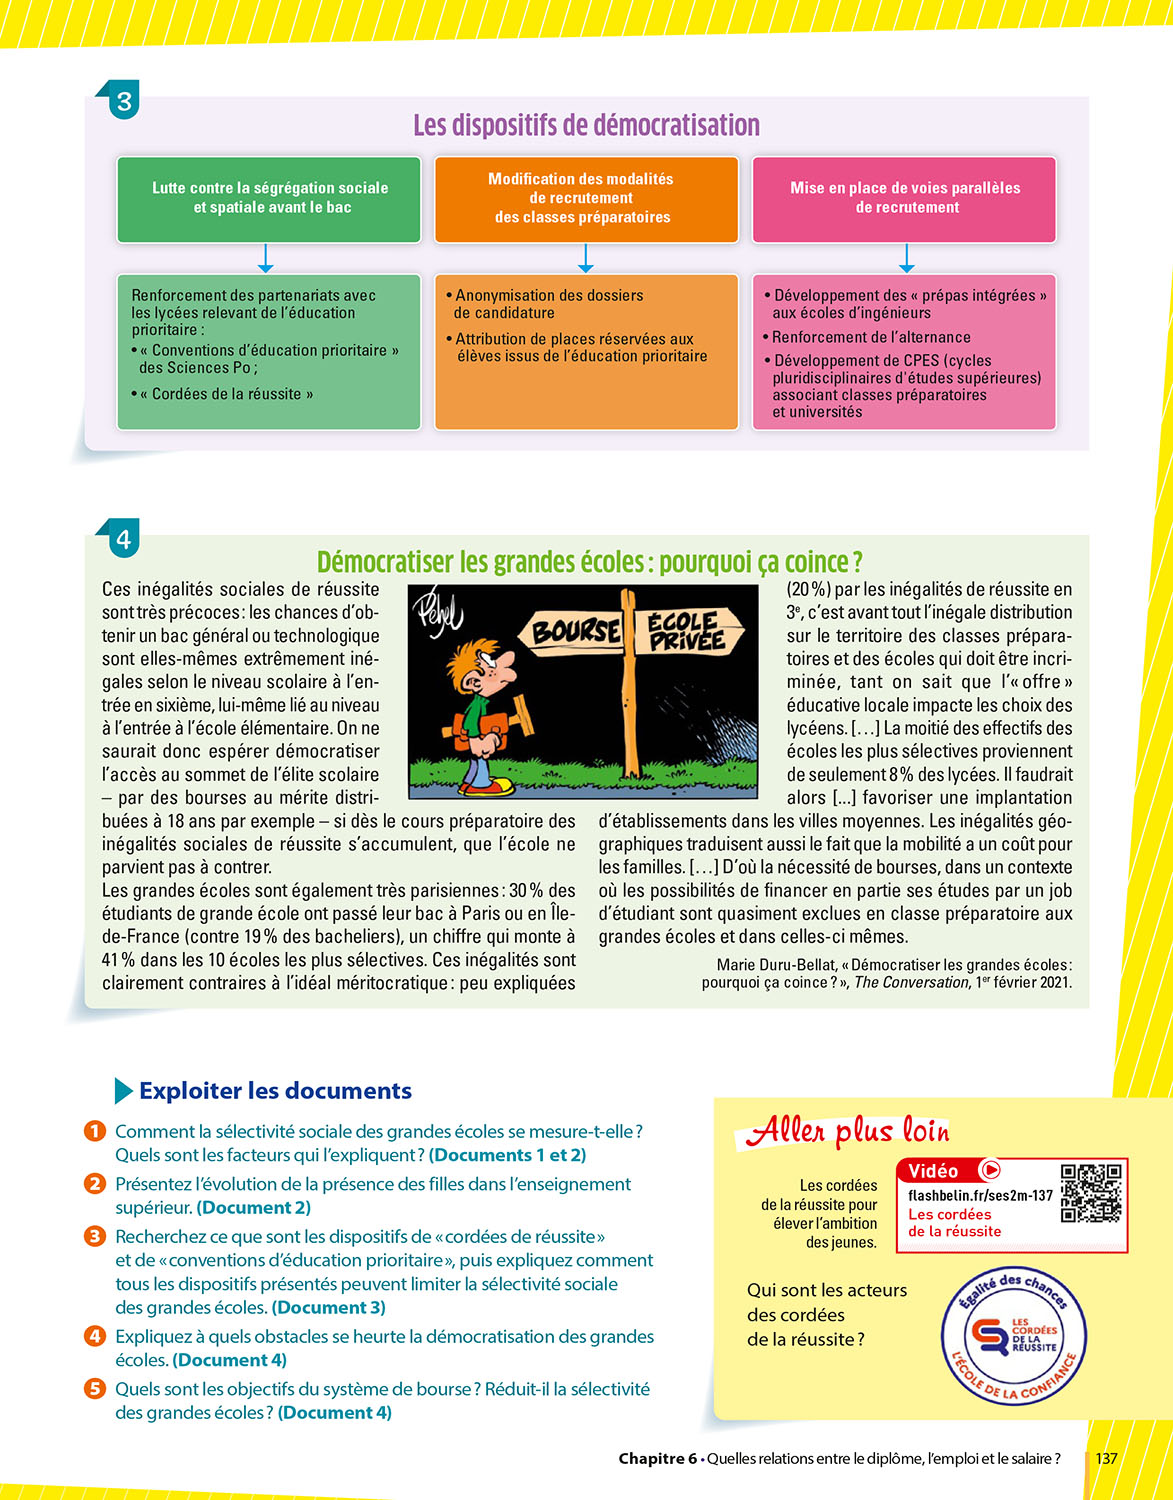 3
Les dispositifs de démocratisation
Lutte contre la ségrégation sociale
et spatiale avant le bac
Modification des modalités
de recrutement
des classes préparatoires
Mise en place de voies parallèles
de recrutement
Renforcement des partenariats avec
les lycées relevant de l’éducation
prioritaire :
• « Conventions d’éducation prioritaire »
des Sciences Po ;
• « Cordées de la réussite »
• Anonymisation des dossiers
de candidature
• Attribution de places réservées aux
élèves issus de l’éducation prioritaire
• Développement des « prépas intégrées »
aux écoles d’ingénieurs
• Renforcement de l’alternance
• Développement de CPES (cycles
pluridisciplinaires d'études supérieures)
associant classes préparatoires
et universités
4
Démocratiser les grandes écoles : pourquoi ça coince ?
Ces inégalités sociales de réussite
sont très précoces : les chances d’ob-
tenir un bac général ou technologique
sont elles-mêmes extrêmement iné-
gales selon le niveau scolaire à l’en-
trée en sixième, lui-même lié au niveau
à l’entrée à l’école élémentaire. On ne
saurait donc espérer démocratiser
l’accès au sommet de l’élite scolaire
– par des bourses au mérite distri-
buées à 18 ans par exemple – si dès le cours préparatoire des
inégalités sociales de réussite s’accumulent, que l’école ne
parvient pas à contrer.
Les grandes écoles sont également très parisiennes : 30 % des
étudiants de grande école ont passé leur bac à Paris ou en Île-
de-France (contre 19 % des bacheliers), un chiffre qui monte à
41 % dans les 10 écoles les plus sélectives. Ces inégalités sont
clairement contraires à l’idéal méritocratique : peu expliquées
BOURSE
ÉCOLE
PRIVÉE
(20 %) par les inégalités de réussite en
3e, c’est avant tout l’inégale distribution
sur le territoire des classes prépara-
toires et des écoles qui doit être incri-
minée, tant on sait que l’« offre »
éducative locale impacte les choix des
lycéens. [...] La moitié des effectifs des
écoles les plus sélectives proviennent
de seulement 8 % des lycées. Il faudrait
alors [...] favoriser une implantation
d’établissements dans les villes moyennes. Les inégalités géo-
graphiques traduisent aussi le fait que la mobilité a un coût pour
les familles. [...] D’où la nécessité de bourses, dans un contexte
où les possibilités de financer en partie ses études par un job
d’étudiant sont quasiment exclues en classe préparatoire aux
grandes écoles et dans celles-ci mêmes.
Marie Duru-Bellat, « Démocratiser les grandes écoles :
pourquoi ça coince ? », The Conversation, 1er février 2021.
Exploiter les documents
1 Comment la sélectivité sociale des grandes écoles se mesure-t-elle ?
Quels sont les facteurs qui l’expliquent ? (Documents 1 et 2)
2 Présentez l’évolution de la présence des filles dans l’enseignement
supérieur. (Document 2)
3 Recherchez ce que sont les dispositifs de « cordées de réussite »
et de « conventions d’éducation prioritaire », puis expliquez comment
tous les dispositifs présentés peuvent limiter la sélectivité sociale
des grandes écoles. (Document 3)
4 Expliquez à quels obstacles se heurte la démocratisation des grandes
écoles. (Document 4)
5 Quels sont les objectifs du système de bourse ? Réduit-il la sélectivité
des grandes écoles ? (Document 4)
Aller plus loin
Les cordées
de la réussite pour
élever l’ambition
des jeunes.
Vidéo
flashbelin.fr/ses2m-137
Les cordées
de la réussite
Qui sont les acteurs
des cordées
de la réussite ?
Égalité des chances
LES
CORDÉES
DE LA
RÉUSSITE
L’ÉCOLE DE LA CONFIANCE
Chapitre 6 • Quelles relations entre le diplôme, l’emploi et le salaire ? 137